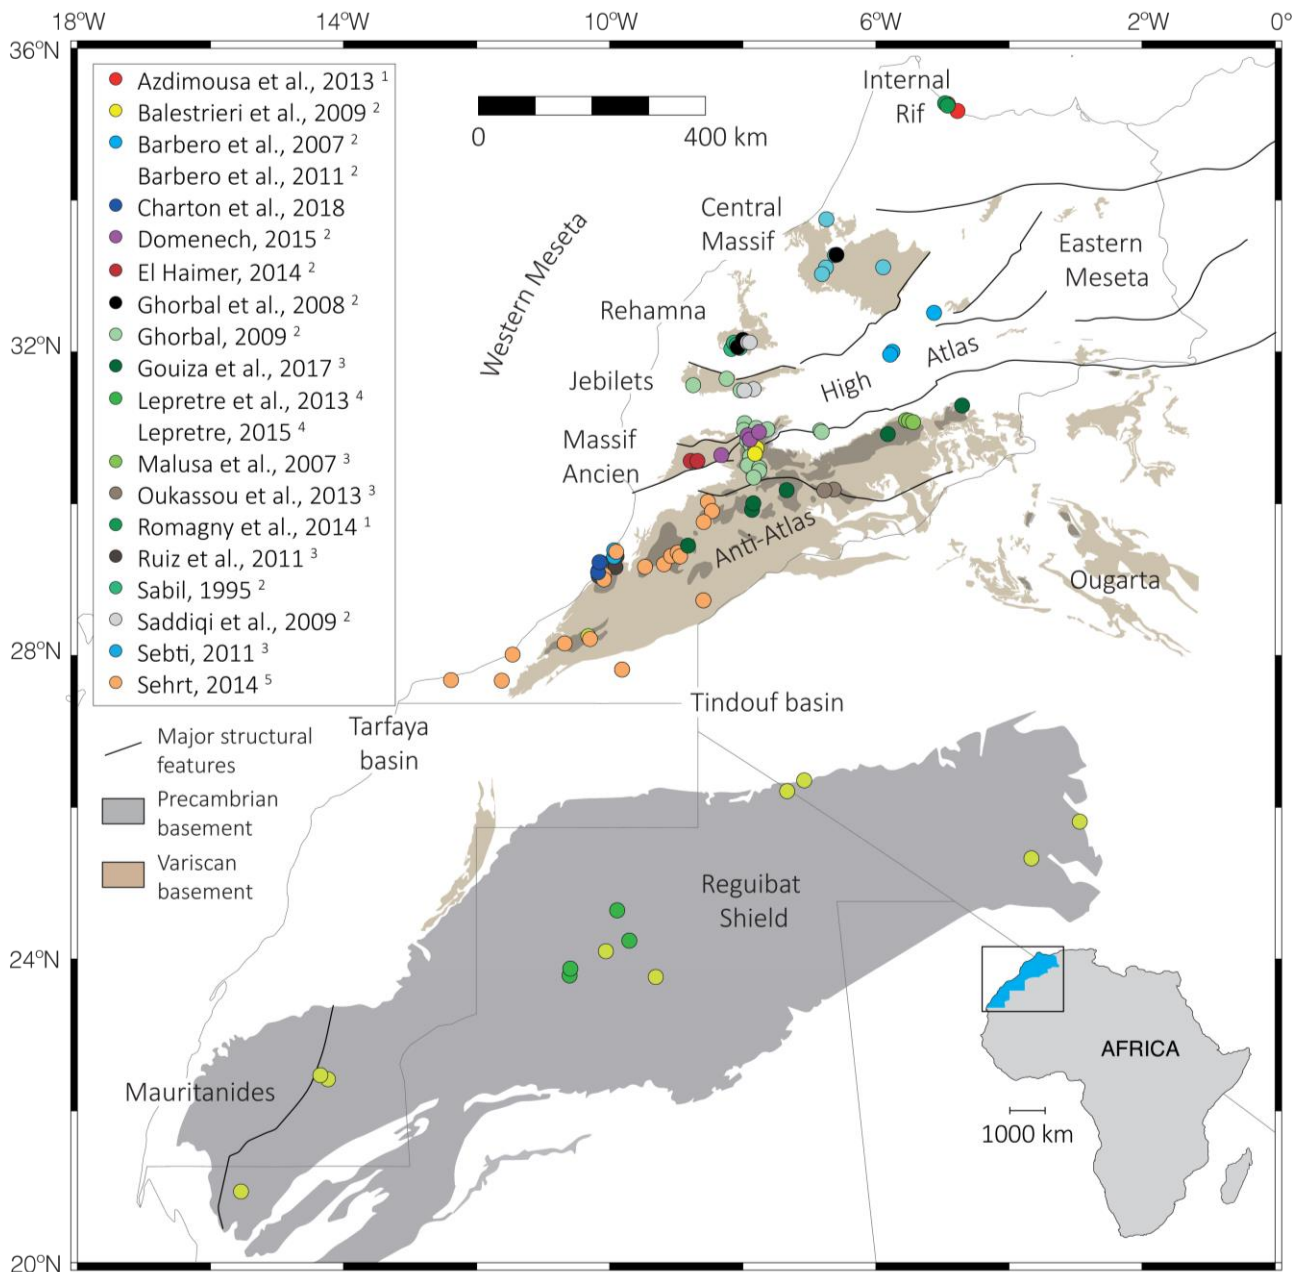 18°W 14°W 10°W 6°W 2°W 0°
36°N
32°N
28°N
24°N
20°N
Azdimousa et al., 2013 ¹
Balestrieri et al., 2009 ²
Barbero et al., 2007 ²
Barbero et al., 2011 ²
Charton et al., 2018
Domenech, 2015 ²
El Haimer, 2014 ²
Ghorbal et al., 2008 ²
Ghorbal, 2009 ²
Gouiza et al., 2017 ³
Lepretre et al., 2013 ⁴
Lepretre, 2015 ⁴
Malusa et al., 2007 ³
Oukassou et al., 2013 ³
Romagny et al., 2014 ¹
Ruiz et al., 2011 ³
Sabil, 1995 ²
Saddiqi et al., 2009 ²
Sebti, 2011 ³
Sehrt, 2014 ⁵
Major structural
features
Precambrian
basement
Variscan
basement
0 400 km
Internal
Rif
Central
Massif
Western Meseta
Eastern
Meseta
Rehamna
Jebilets
High Atlas
Massif
Ancien
Anti-Atlas
Ougarta
Tindouf basin
Tarfaya
basin
Reguibat
Shield
Mauritanides
AFRICA
1000 km